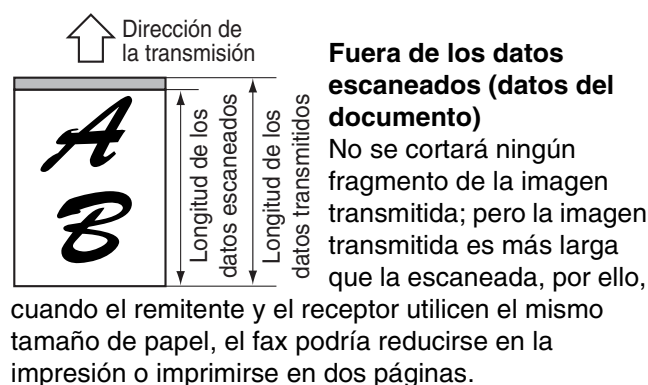 Dirección de
la transmisión
A
B
Longitud de los
datos escaneados
Longitud de los
datos transmitidos
Fuera de los datos
escaneados (datos del
documento)
No se cortará ningún
fragmento de la imagen
transmitida; pero la imagen
transmitida es más larga
que la escaneada, por ello,
cuando el remitente y el receptor utilicen el mismo
tamaño de papel, el fax podría reducirse en la
impresión o imprimirse en dos páginas.